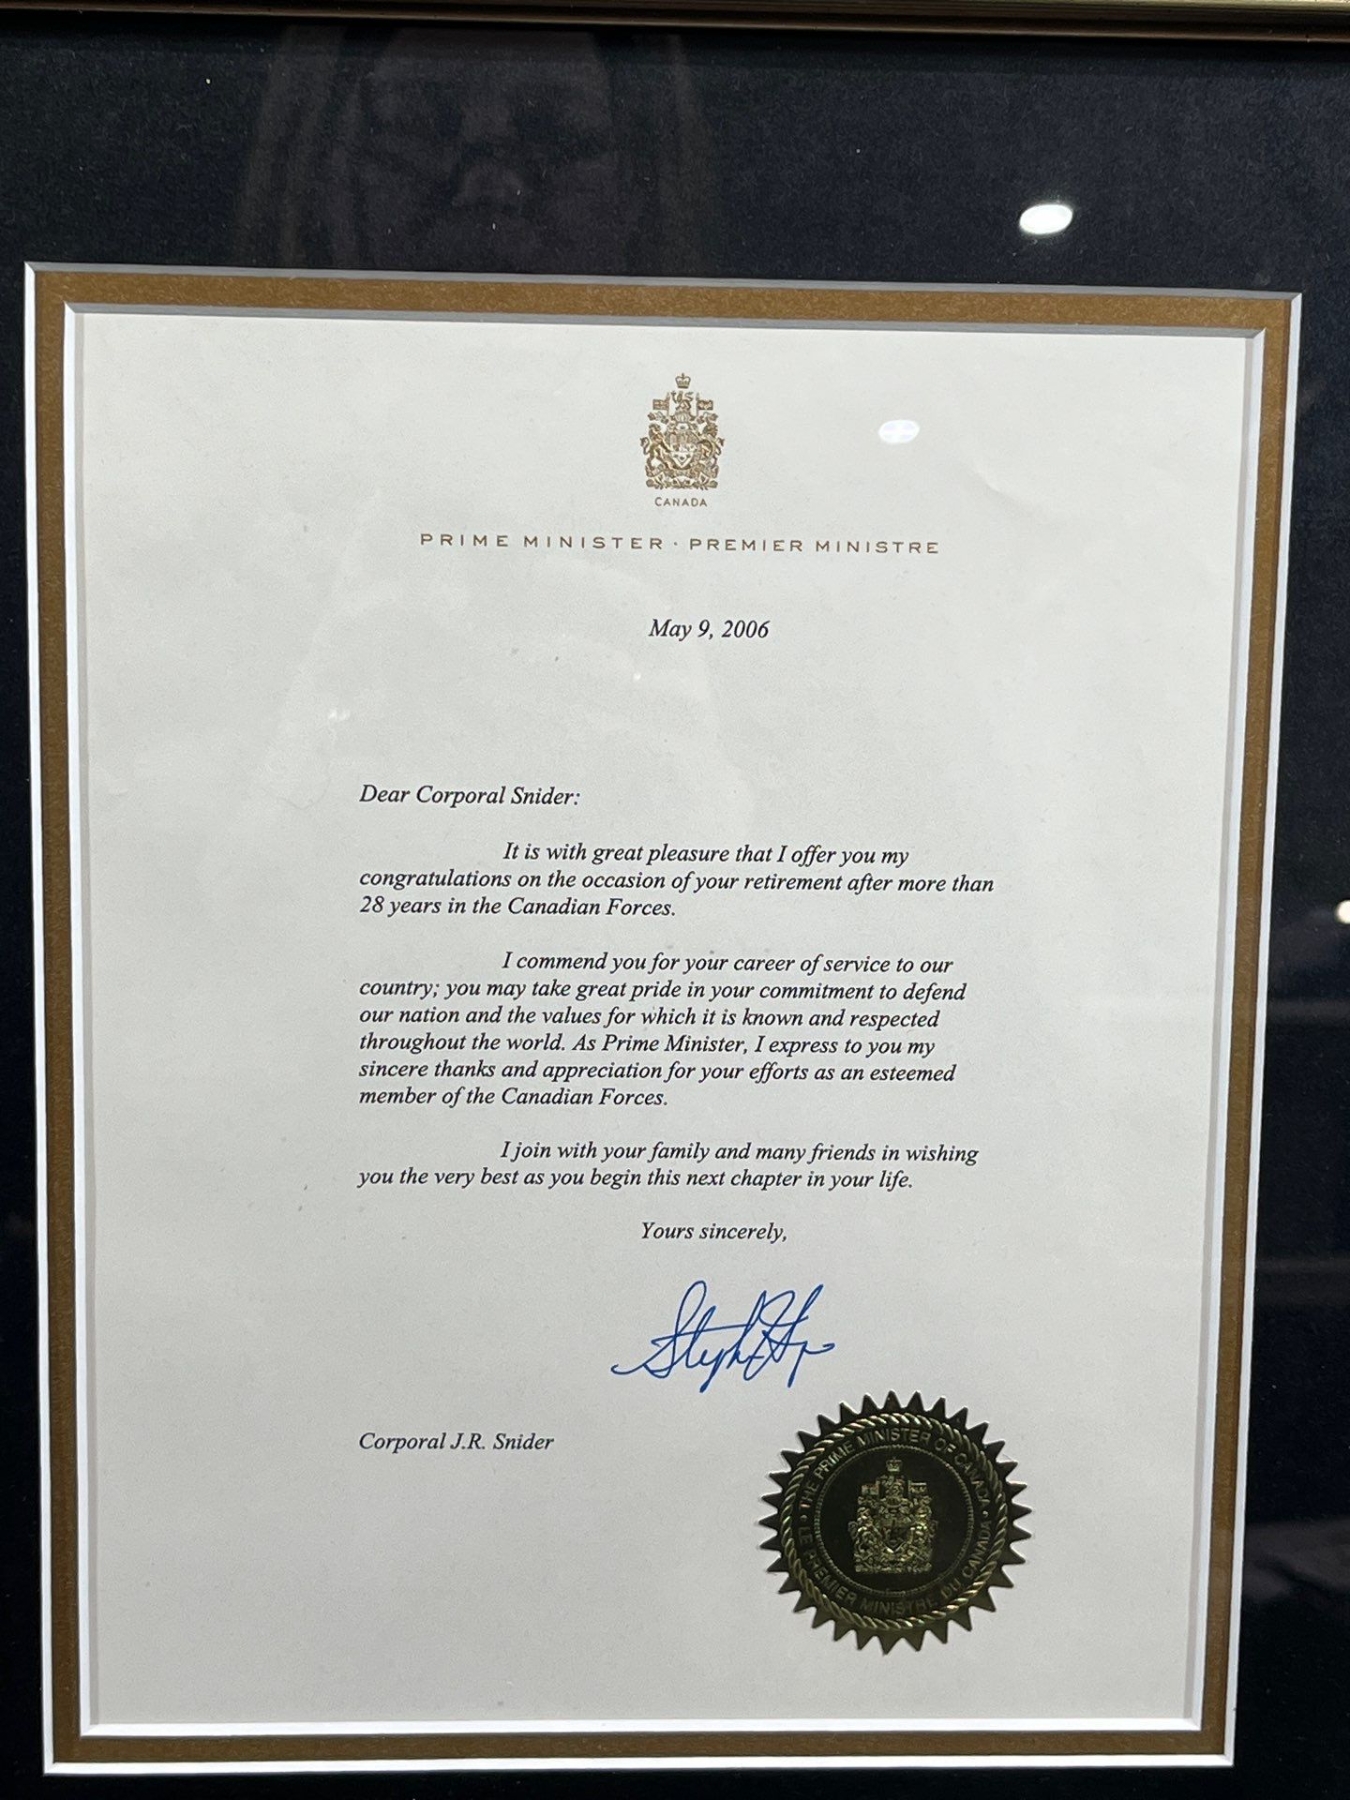 CANADA
PRIME MINISTER · PREMIER MINISTRE
May 9, 2006
Dear Corporal Snider:
It is with great pleasure that I offer you my
congratulations on the occasion of your retirement after more than
28 years in the Canadian Forces.
I commend you for your career of service to our
country; you may take great pride in your commitment to defend
our nation and the values for which it is known and respected
throughout the world. As Prime Minister, I express to you my
sincere thanks and appreciation for your efforts as an esteemed
member of the Canadian Forces.
I join with your family and many friends in wishing
you the very best as you begin this next chapter in your life.
Yours sincerely,
Corporal J.R. Snider
THE PRIME MINISTER OF CANADA
LE PREMIER MINISTRE DU CANADA